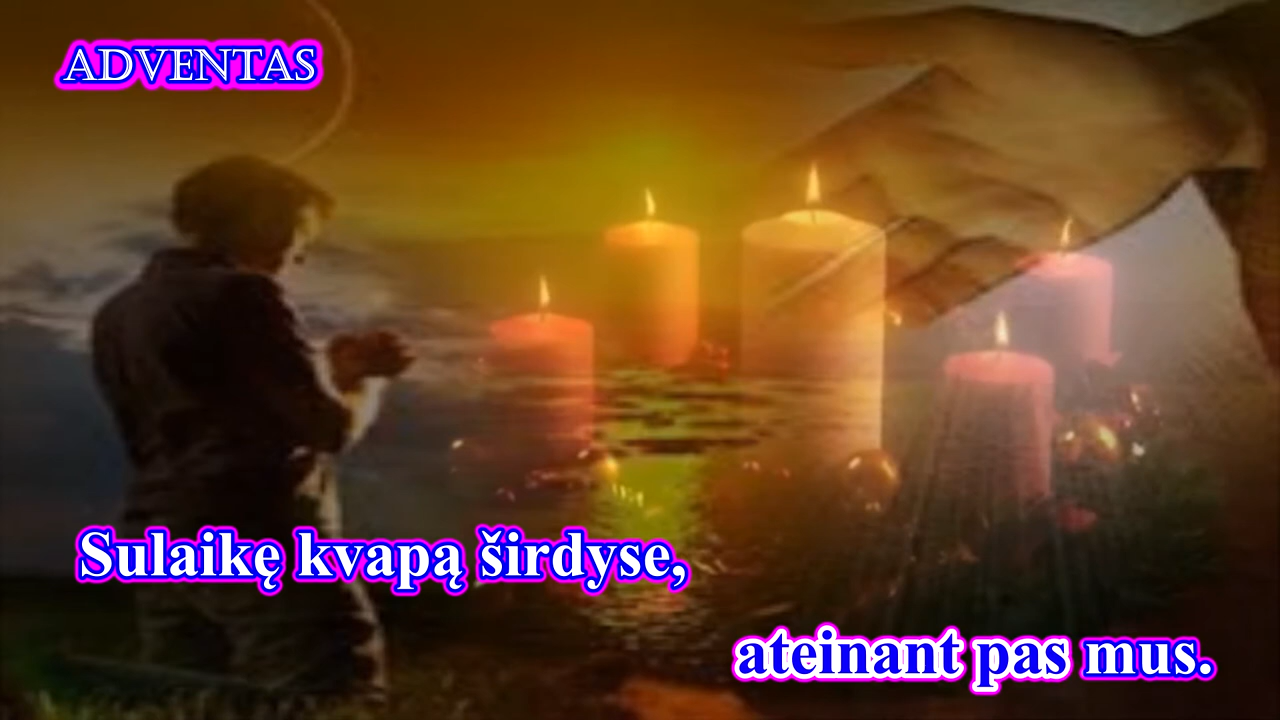 ADVENTAS
Sulaikę kvapą širdyse,
ateinant pas mus.